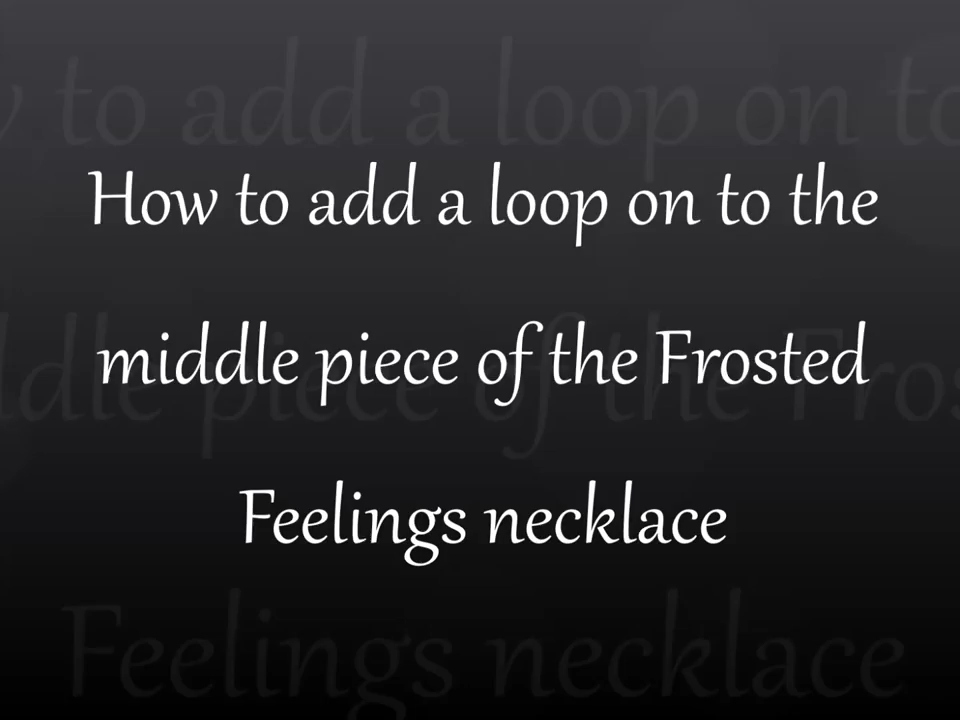 How to add a loop on to the
middle piece of the Frosted
Feelings necklace